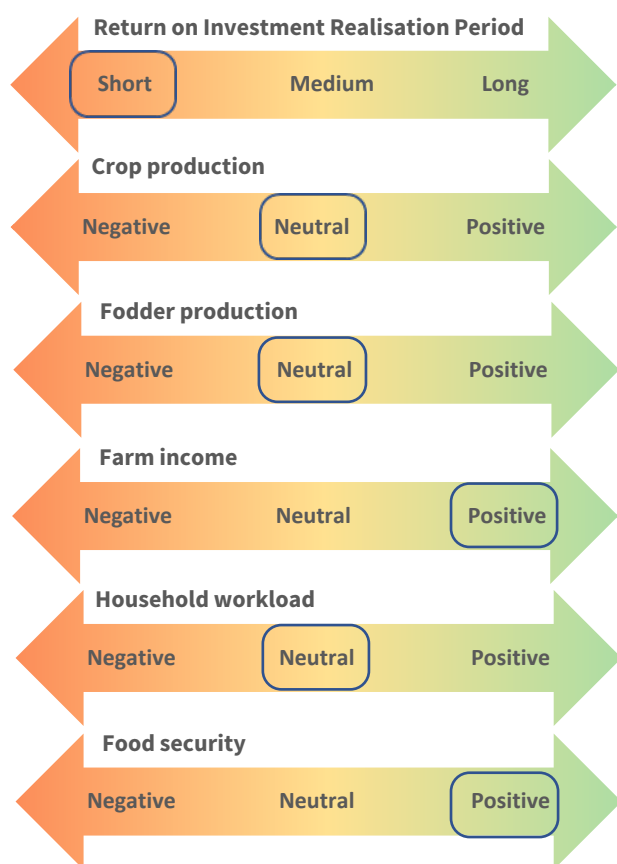 Return on Investment Realisation Period
Short Medium Long
Crop production
Negative Neutral Positive
Fodder production
Negative Neutral Positive
Farm income
Negative Neutral Positive
Household workload
Negative Neutral Positive
Food security
Negative Neutral Positive